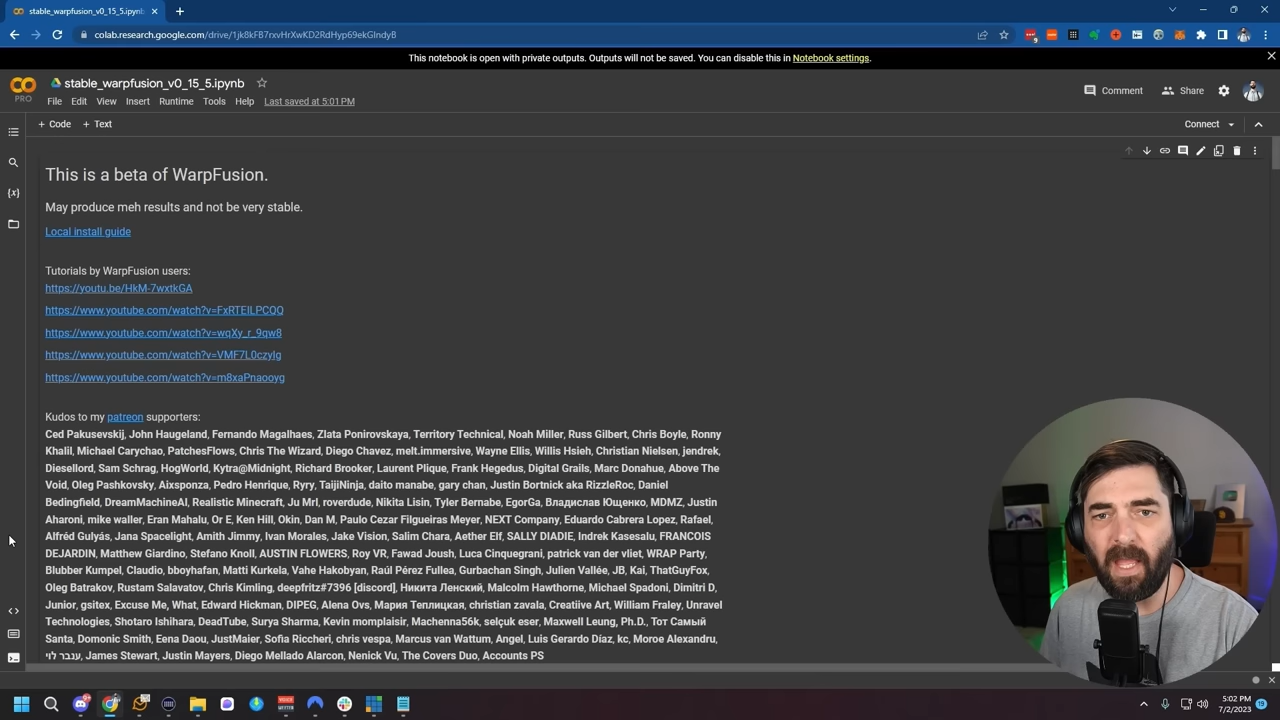 stable_warpfusion_v0_15_5.ipynb
colab.research.google.com/drive/1jk8kFB7rxvHrXwKD2RdHyp69ekGlndyB
This notebook is open with private outputs. Outputs will not be saved. You can disable this in Notebook settings.
stable_warpfusion_v0_15_5.ipynb
PRO
File Edit View Insert Runtime Tools Help Last saved at 5:01 PM
Comment Share
+ Code + Text
Connect
This is a beta of WarpFusion.
May produce meh results and not be very stable.
Local install guide
Tutorials by WarpFusion users:
https://youtu.be/HkM-7wxtkGA
https://www.youtube.com/watch?v=FxRTEILPCQQ
https://www.youtube.com/watch?v=wqXy_r_9qw8
https://www.youtube.com/watch?v=VMF7L0czyIg
https://www.youtube.com/watch?v=m8xaPnaooyg
Kudos to my patreon supporters:
Ced Pakusevskij, John Haugeland, Fernando Magalhaes, Zlata Ponirovskaya, Territory Technical, Noah Miller, Russ Gilbert, Chris Boyle, Ronny
Khalil, Michael Carychao, PatchesFlows, Chris The Wizard, Diego Chavez, melt.immersive, Wayne Ellis, Willis Hsieh, Christian Nielsen, jendrek,
Diesellord, Sam Schrag, HogWorld, Kytra@Midnight, Richard Brooker, Laurent Plique, Frank Hegedus, Digital Grails, Marc Donahue, Above The
Void, Oleg Pashkovsky, Aixsponza, Pedro Henrique, Ryry, TaijiNinja, daito manabe, gary chan, Justin Bortnick aka RizzleRoc, Daniel
Bedingfield, DreamMachineAI, Realistic Minecraft, Ju Mrl, roverdude, Nikita Lisin, Tyler Bernabe, EgorGa, Владислав Ющенко, MDMZ, Justin
Aharoni, mike waller, Eran Mahalu, Or E, Ken Hill, Okin, Dan M, Paulo Cezar Filgueiras Meyer, NEXT Company, Eduardo Cabrera Lopez, Rafael,
Alfréd Gulyás, Jana Spacelight, Amith Jimmy, Ivan Morales, Jake Vision, Salim Chara, Aether Elf, SALLY DIADIE, Indrek Kasesalu, FRANCOIS
DEJARDIN, Matthew Giardino, Stefano Knoll, AUSTIN FLOWERS, Roy VR, Fawad Joush, Luca Cinquegrani, patrick van der vliet, WRAP Party,
Blubber Kumpel, Claudio, bboyhafan, Matti Kurkela, Vahe Hakobyan, Raúl Pérez Fullea, Gurbachan Singh, Julien Vallée, JB, Kai, ThatGuyFox,
Oleg Batrakov, Rustam Salavatov, Chris Kimling, deepfritz#7396 [discord], Никита Ленский, Malcolm Hawthorne, Michael Spadoni, Dimitri D,
Junior, gsitex, Excuse Me, What, Edward Hickman, DIPEG, Alena Ovs, Мария Теплицкая, christian zavala, Creatiive Art, William Fraley, Unravel
Technologies, Shotaro Ishihara, DeadTube, Surya Sharma, Kevin momplaisir, Machenna56k, selçuk eser, Maxwell Leung, Ph.D., Тот Самый
Santa, Domonic Smith, Eena Daou, JustMaier, Sofia Riccheri, chris vespa, Marcus van Wattum, Angel, Luis Gerardo Díaz, kc, Moroe Alexandru,
ענבר לוי, James Stewart, Justin Mayers, Diego Mellado Alarcon, Nenick Vu, The Covers Duo, Accounts PS
5:02 PM
7/2/2023